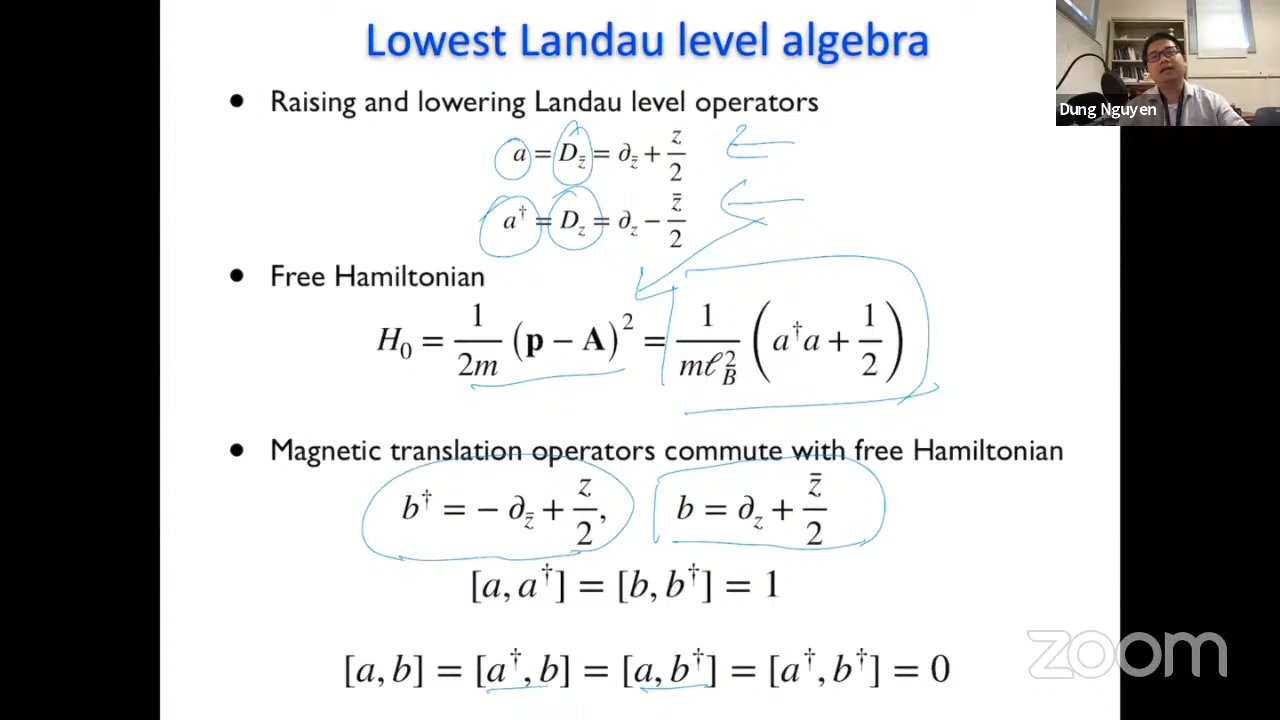 Lowest Landau level algebra
Dung Nguyen
• Raising and lowering Landau level operators
a = D_z̄ = ∂_z̄ + z/2
a† = D_z = ∂_z − z̄/2
• Free Hamiltonian
H₀ = 1/2m (p − A)² = 1/mℓ_B² (a†a + 1/2)
• Magnetic translation operators commute with free Hamiltonian
b† = − ∂_z̄ + z/2, b = ∂_z + z̄/2
[a, a†] = [b, b†] = 1
[a, b] = [a†, b] = [a, b†] = [a†, b†] = 0
zoom